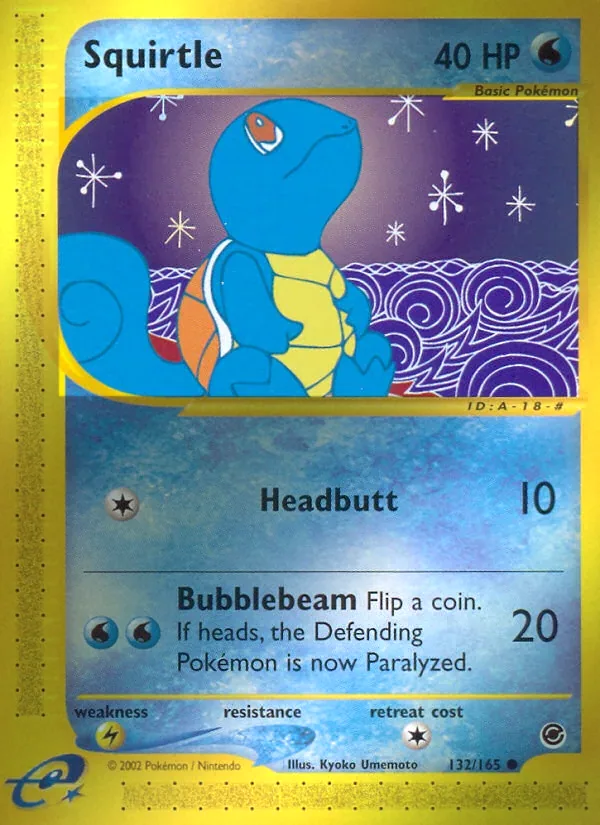 Squirtle 40 HP
Basic Pokémon
ID:A-18-#
Headbutt 10
Bubblebeam Flip a coin.
If heads, the Defending
Pokémon is now Paralyzed.
20
weakness resistance retreat cost
© 2002 Pokémon / Nintendo Illus. Kyoko Umemoto 132/165
e